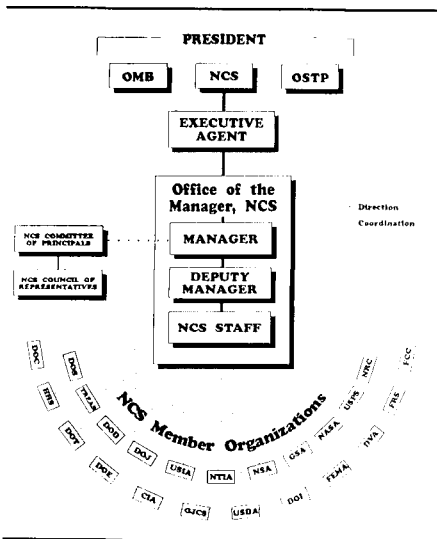 PRESIDENT
OMB
NCS
OSTP
EXECUTIVE
AGENT
Office of the
Manager, NCS
Direction
Coordination
NCS COMMITTEE
OF PRINCIPALS
MANAGER
NCS COUNCIL OF
REPRESENTATIVES
DEPUTY
MANAGER
NCS STAFF
NCS Member Organizations
DOS
TREAS
DOD
DOJ
USIA
NTIA
NSA
GSA
NASA
USPS
NRC
DOC
HHS
DOT
DOE
CIA
OJCS
USDA
DOI
FEMA
DVA
FRS
FCC